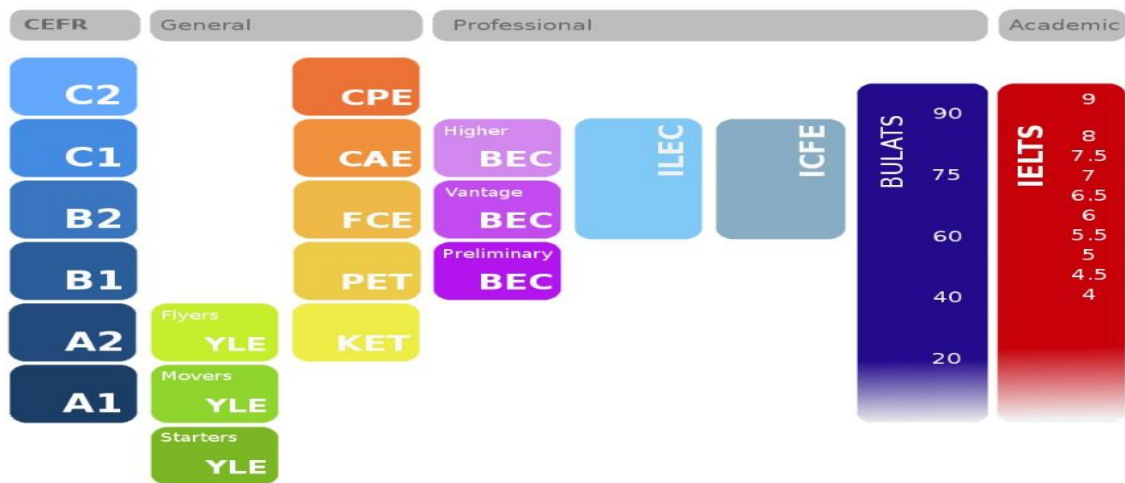 CEFR General Professional Academic
C2 CPE
C1 CAE Higher BEC
B2 FCE Vantage BEC
B1 PET Preliminary BEC
A2 Flyers YLE KET
A1 Movers YLE
Starters YLE
ILEC
ICFE
BULATS
90
75
60
40
20
IELTS
9
8
7.5
7
6.5
6
5.5
5
4.5
4